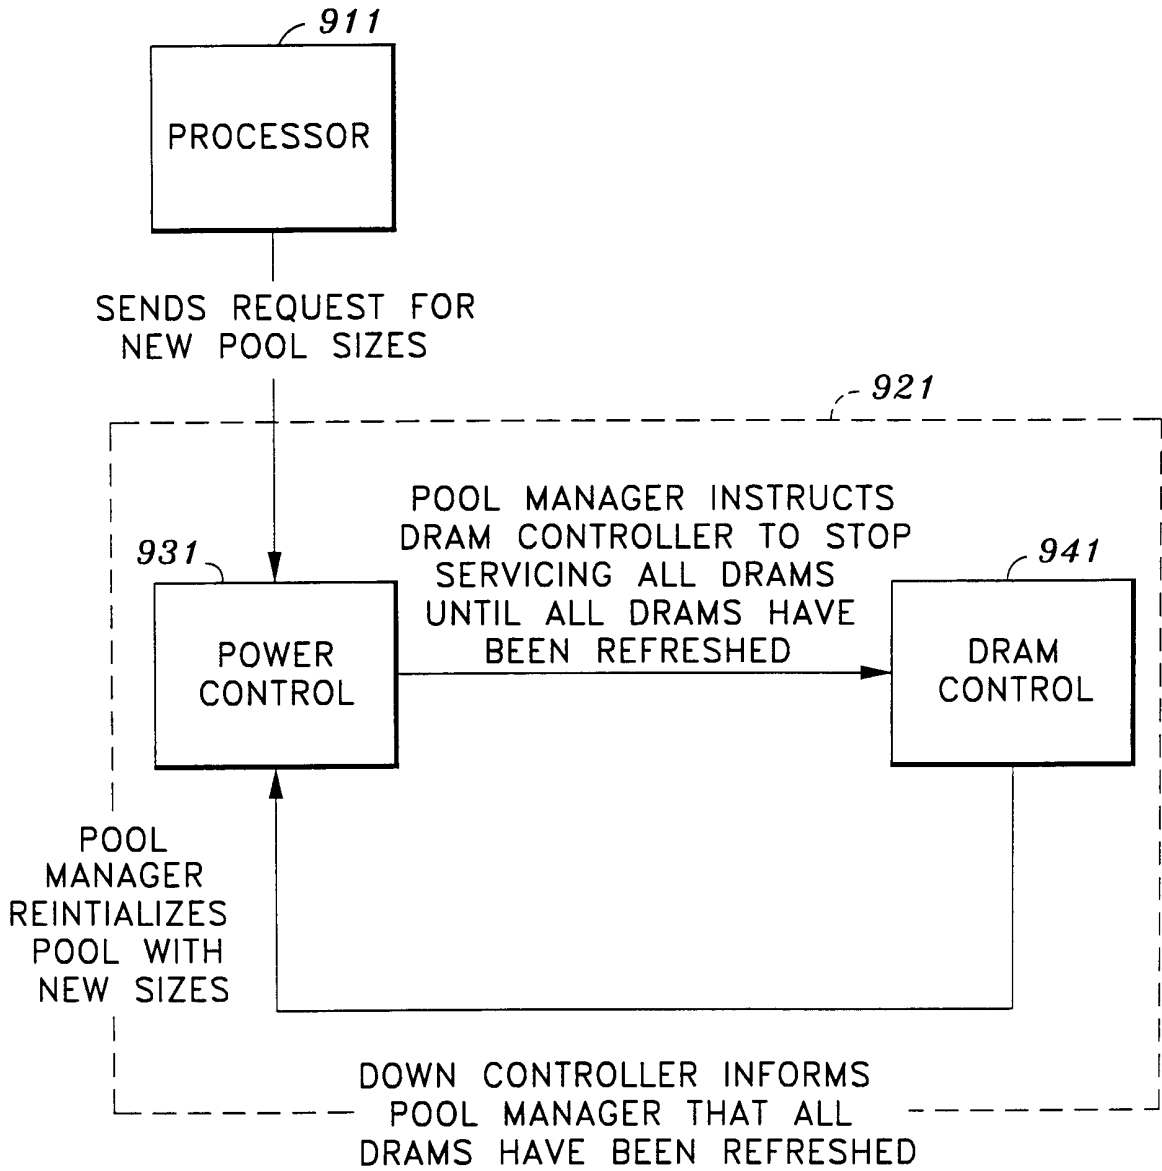 911
PROCESSOR
SENDS REQUEST FOR
NEW POOL SIZES
921
POOL MANAGER INSTRUCTS
DRAM CONTROLLER TO STOP
SERVICING ALL DRAMS
UNTIL ALL DRAMS HAVE
BEEN REFRESHED
931
POWER
CONTROL
941
DRAM
CONTROL
POOL
MANAGER
REINTIALIZES
POOL WITH
NEW SIZES
DOWN CONTROLLER INFORMS
POOL MANAGER THAT ALL
DRAMS HAVE BEEN REFRESHED